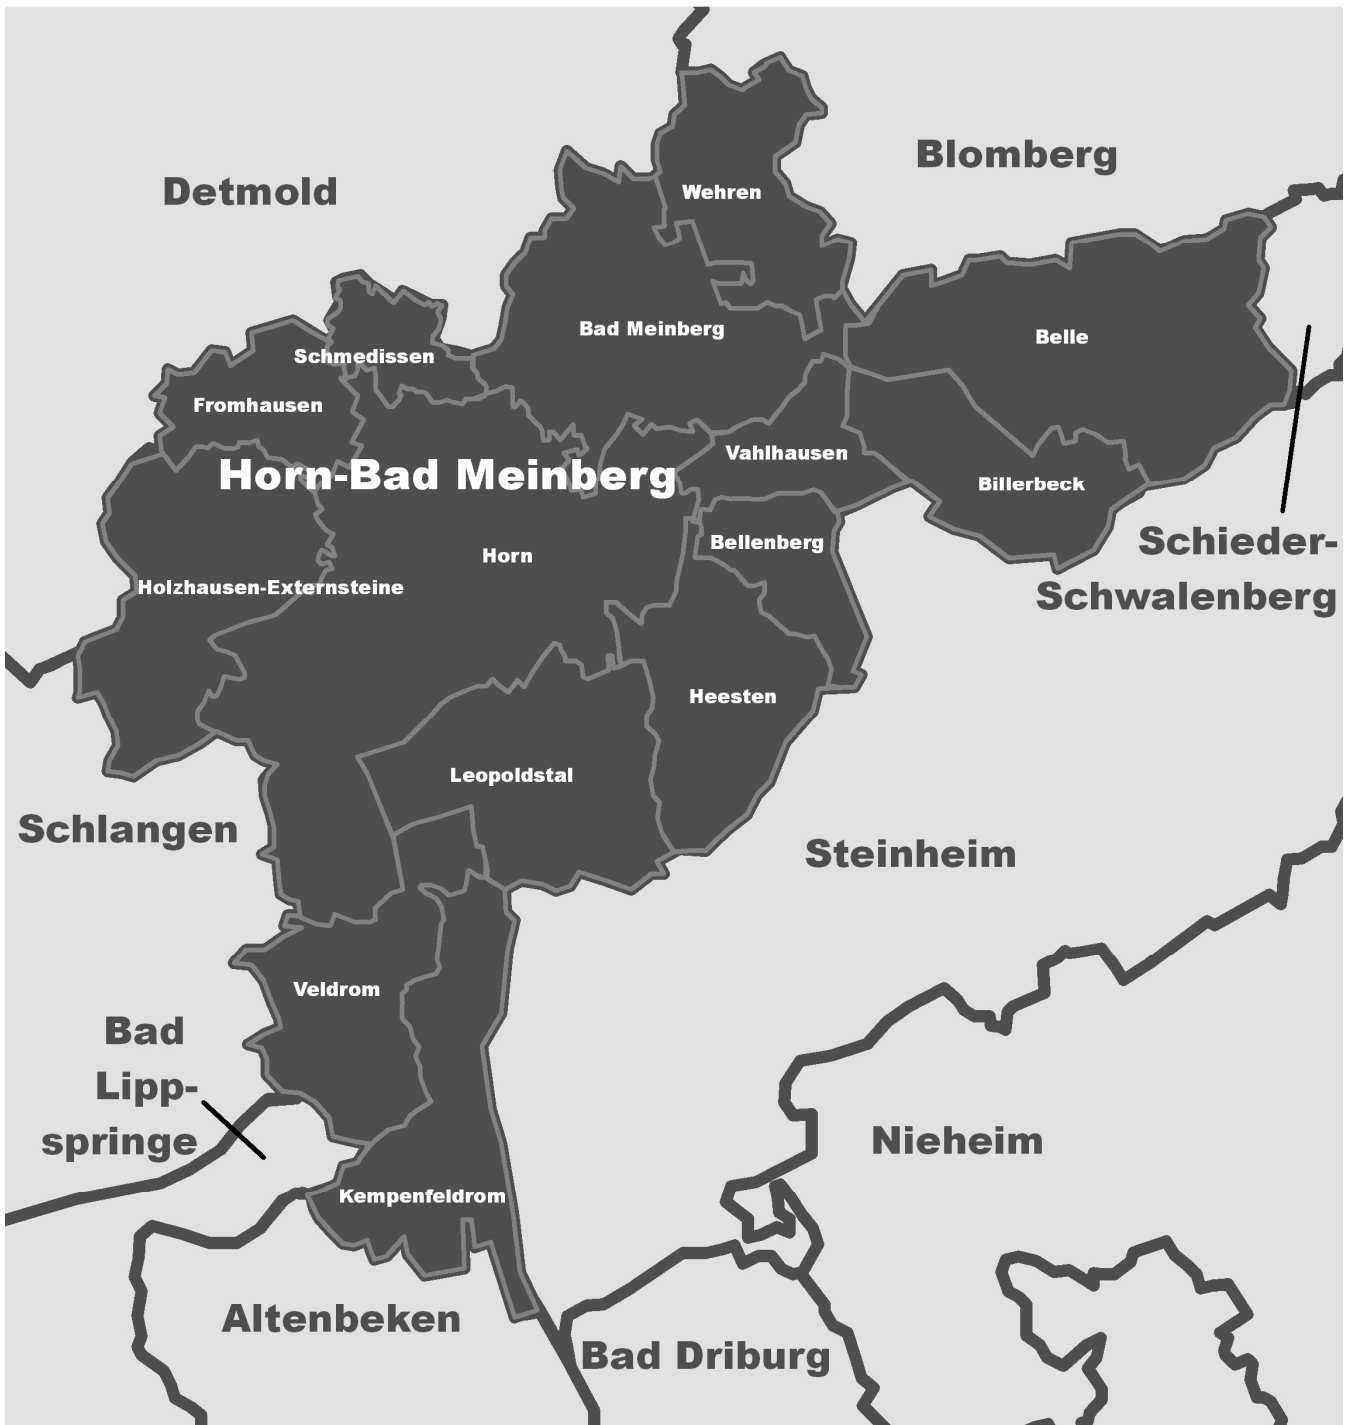 Blomberg
Detmold
Wehren
Bad Meinberg
Belle
Schmedissen
Fromhausen
Vahlhausen
Horn-Bad Meinberg
Billerbeck
Bellenberg
Schieder-
Schwalenberg
Horn
Holzhausen-Externsteine
Heesten
Leopoldstal
Schlangen
Steinheim
Veldrom
Bad
Lipp-
springe
Nieheim
Kempenfeldrom
Altenbeken
Bad Driburg